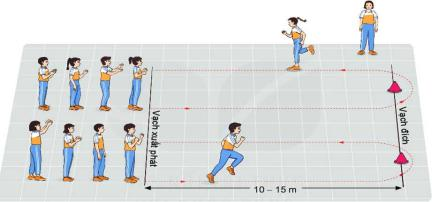 Vạch xuất phát
Vạch đích
10 – 15 m